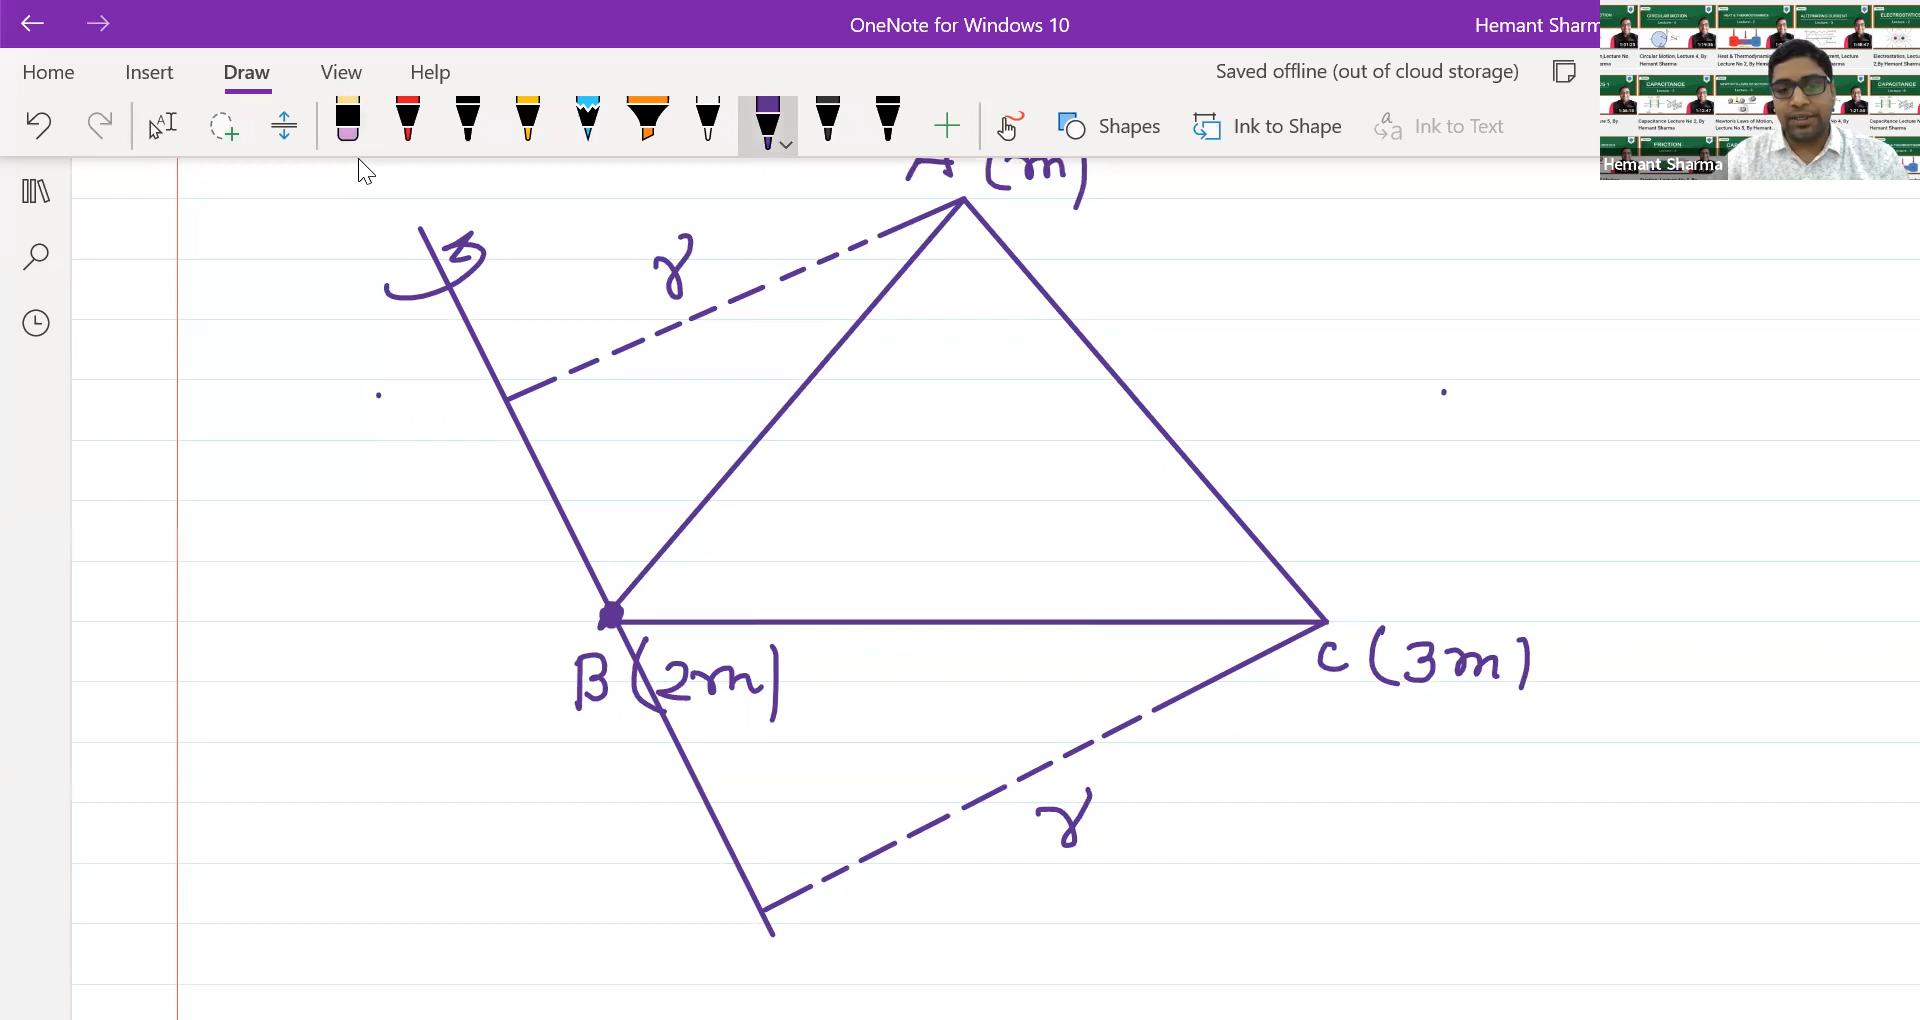 OneNote for Windows 10
Hemant Sharm
Home Insert Draw View Help
Saved offline (out of cloud storage)
Shapes
Ink to Shape
Ink to Text
Hemant Sharma
A (m)
r
B (2m)
C (3m)
r